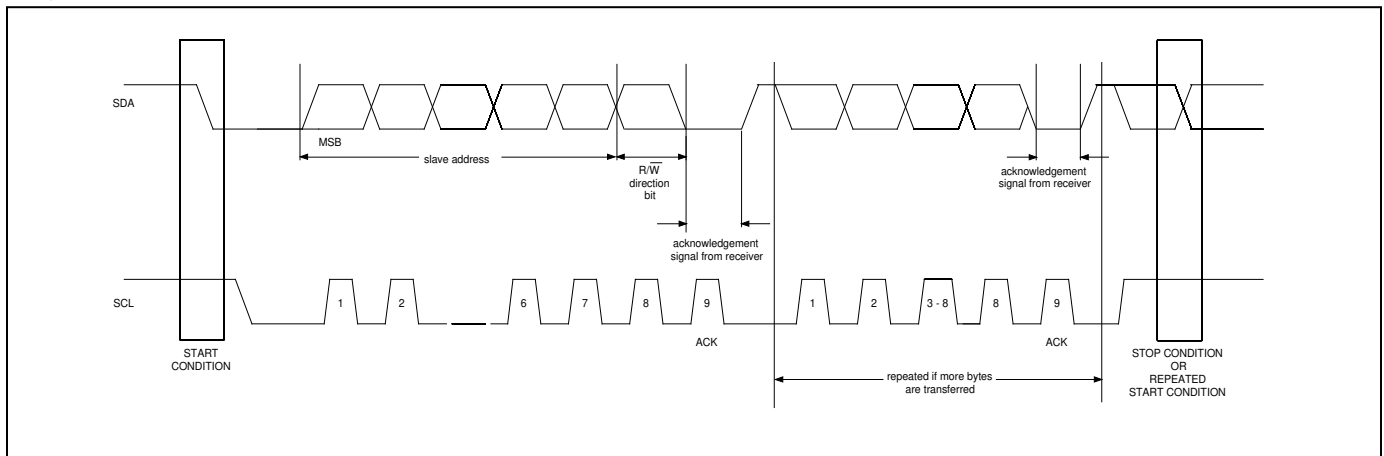 SDA
MSB
slave address
R/W
direction
bit
acknowledgement
signal from receiver
acknowledgement
signal from receiver
SCL
1
2
6
7
8
9
1
2
3 - 8
8
9
ACK
ACK
START
CONDITION
repeated if more bytes
are transferred
STOP CONDITION
OR
REPEATED
START CONDITION